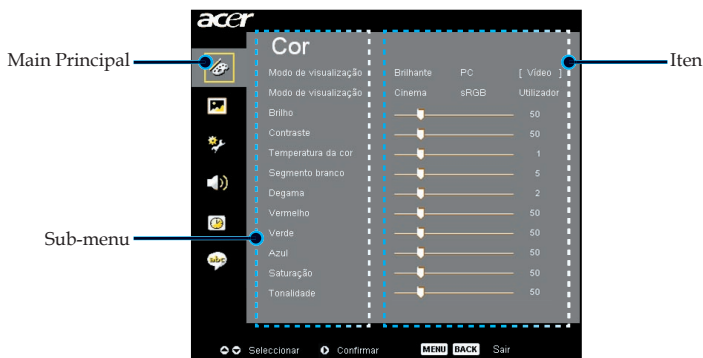 acer
Cor
Main Principal
Iten
Modo de visualização Brilhante PC [ Vídeo ]
Modo de visualização Cinema sRGB Utilizador
Brilho 50
Contraste 50
Temperatura da cor 1
Segmento branco 5
Degama 2
Vermelho 50
Sub-menu
Verde 50
Azul 50
abc
Saturação 50
Tonalidade 50
Seleccionar Confirmar MENU BACK Sair